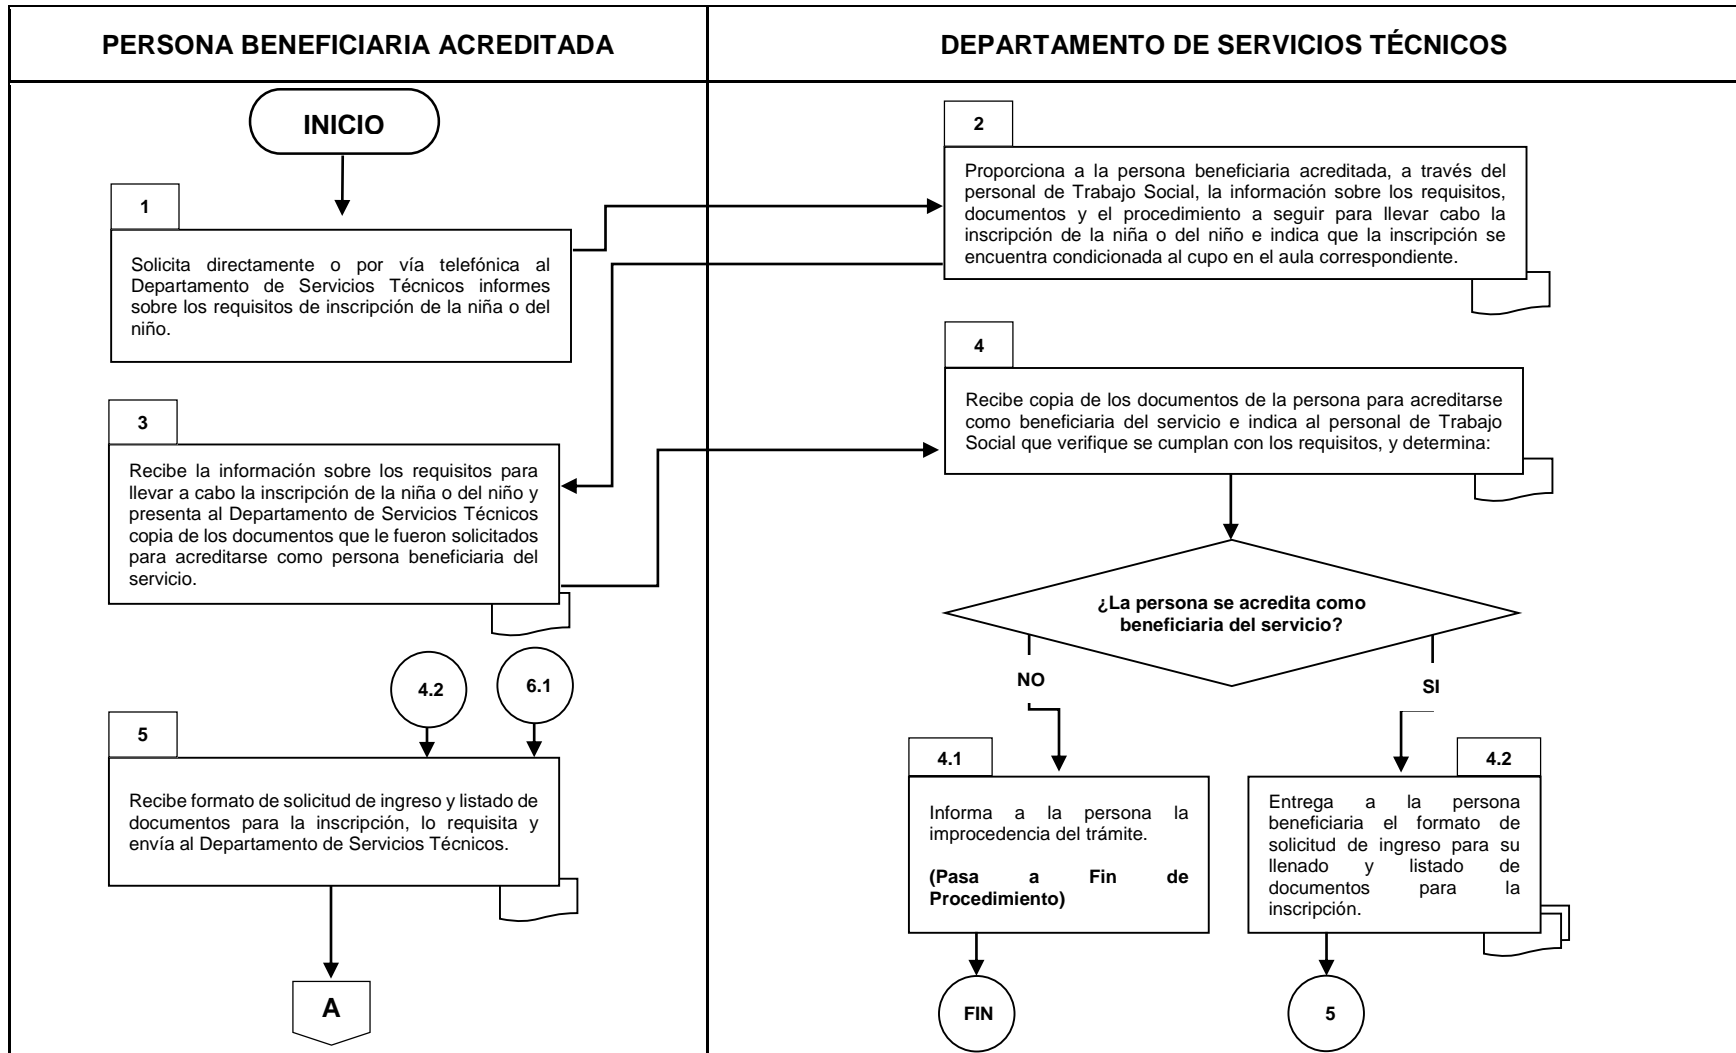 PERSONA BENEFICIARIA ACREDITADA
DEPARTAMENTO DE SERVICIOS TÉCNICOS
INICIO
1
Solicita directamente o por vía telefónica al
Departamento de Servicios Técnicos informes
sobre los requisitos de inscripción de la niña o del
niño.
2
Proporciona a la persona beneficiaria acreditada, a través del
personal de Trabajo Social, la información sobre los requisitos,
documentos y el procedimiento a seguir para llevar cabo la
inscripción de la niña o del niño e indica que la inscripción se
encuentra condicionada al cupo en el aula correspondiente.
3
Recibe la información sobre los requisitos para
llevar a cabo la inscripción de la niña o del niño y
presenta al Departamento de Servicios Técnicos
copia de los documentos que le fueron solicitados
para acreditarse como persona beneficiaria del
servicio.
4
Recibe copia de los documentos de la persona para acreditarse
como beneficiaria del servicio e indica al personal de Trabajo
Social que verifique se cumplan con los requisitos, y determina:
¿La persona se acredita como
beneficiaria del servicio?
NO
SI
4.1
Informa a la persona la
improcedencia del trámite.
(Pasa a Fin de
Procedimiento)
FIN
4.2
Entrega a la persona
beneficiaria el formato de
solicitud de ingreso para su
llenado y listado de
documentos para la
inscripción.
5
4.2
6.1
5
Recibe formato de solicitud de ingreso y listado de
documentos para la inscripción, lo requisita y
envía al Departamento de Servicios Técnicos.
A